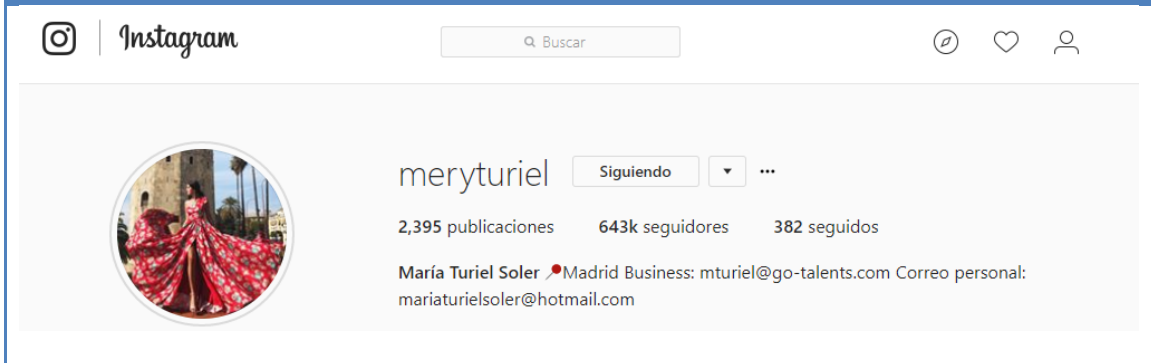 Instagram
Buscar
meryturiel Siguiendo
2,395 publicaciones 643k seguidores 382 seguidos
María Turiel Soler 📍Madrid Business: mturiel@go-talents.com Correo personal:
mariaturielsoler@hotmail.com